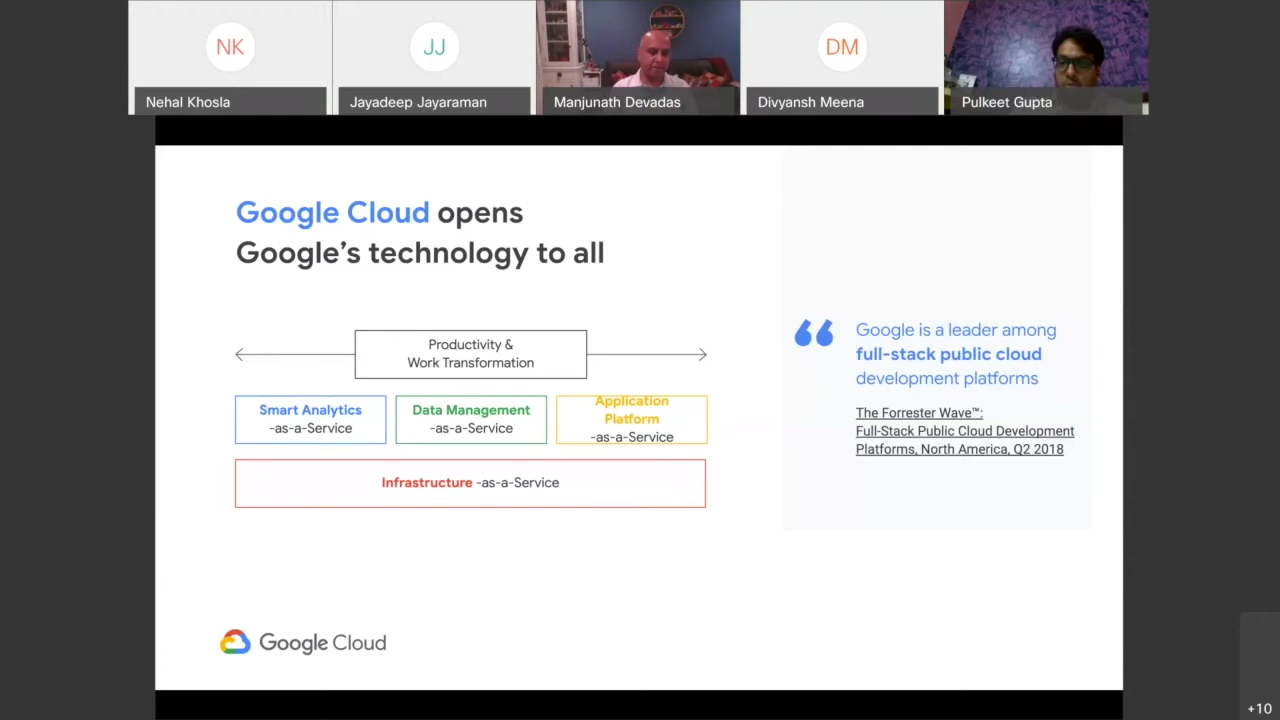 NK
JJ
DM
Nehal Khosla
Jayadeep Jayaraman
Manjunath Devadas
Divyansh Meena
Pulkeet Gupta
Google Cloud opens
Google's technology to all
Productivity &
Work Transformation
Smart Analytics
-as-a-Service
Data Management
-as-a-Service
Application
Platform
-as-a-Service
Infrastructure -as-a-Service
“
Google is a leader among
full-stack public cloud
development platforms
The Forrester Wave™:
Full-Stack Public Cloud Development
Platforms, North America, Q2 2018
Google Cloud
+10